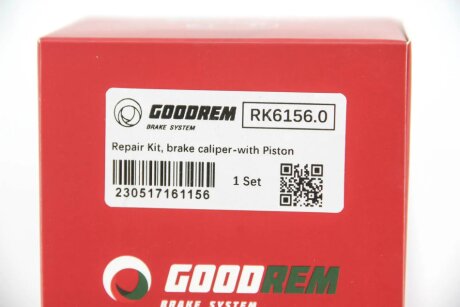 GOODREM
BRAKE SYSTEM
RK6156.0
Repair Kit, brake caliper-with Piston
230517161156
1 Set
GOODREM
BRAKE SYSTEM